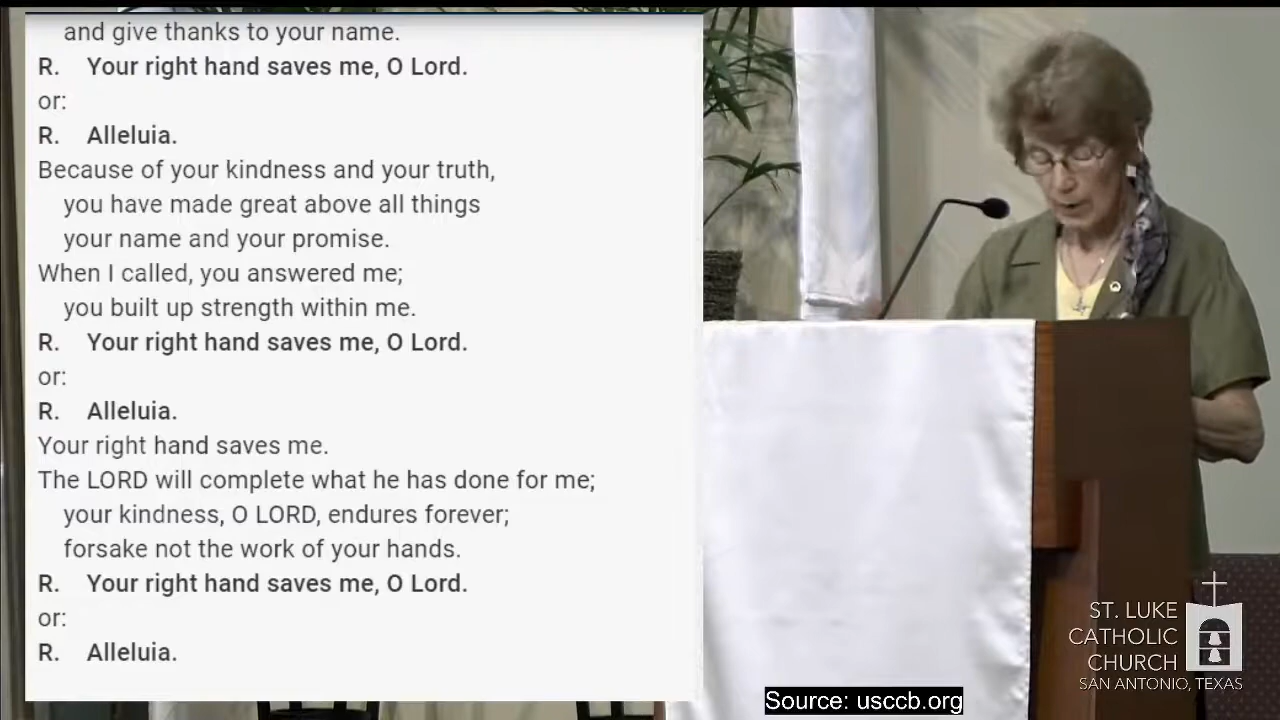 and give thanks to your name.
R. Your right hand saves me, O Lord.
or:
R. Alleluia.
Because of your kindness and your truth,
you have made great above all things
your name and your promise.
When I called, you answered me;
you built up strength within me.
R. Your right hand saves me, O Lord.
or:
R. Alleluia.
Your right hand saves me.
The LORD will complete what he has done for me;
your kindness, O LORD, endures forever;
forsake not the work of your hands.
R. Your right hand saves me, O Lord.
or:
R. Alleluia.
ST. LUKE
CATHOLIC
CHURCH
SAN ANTONIO, TEXAS
Source: usccb.org